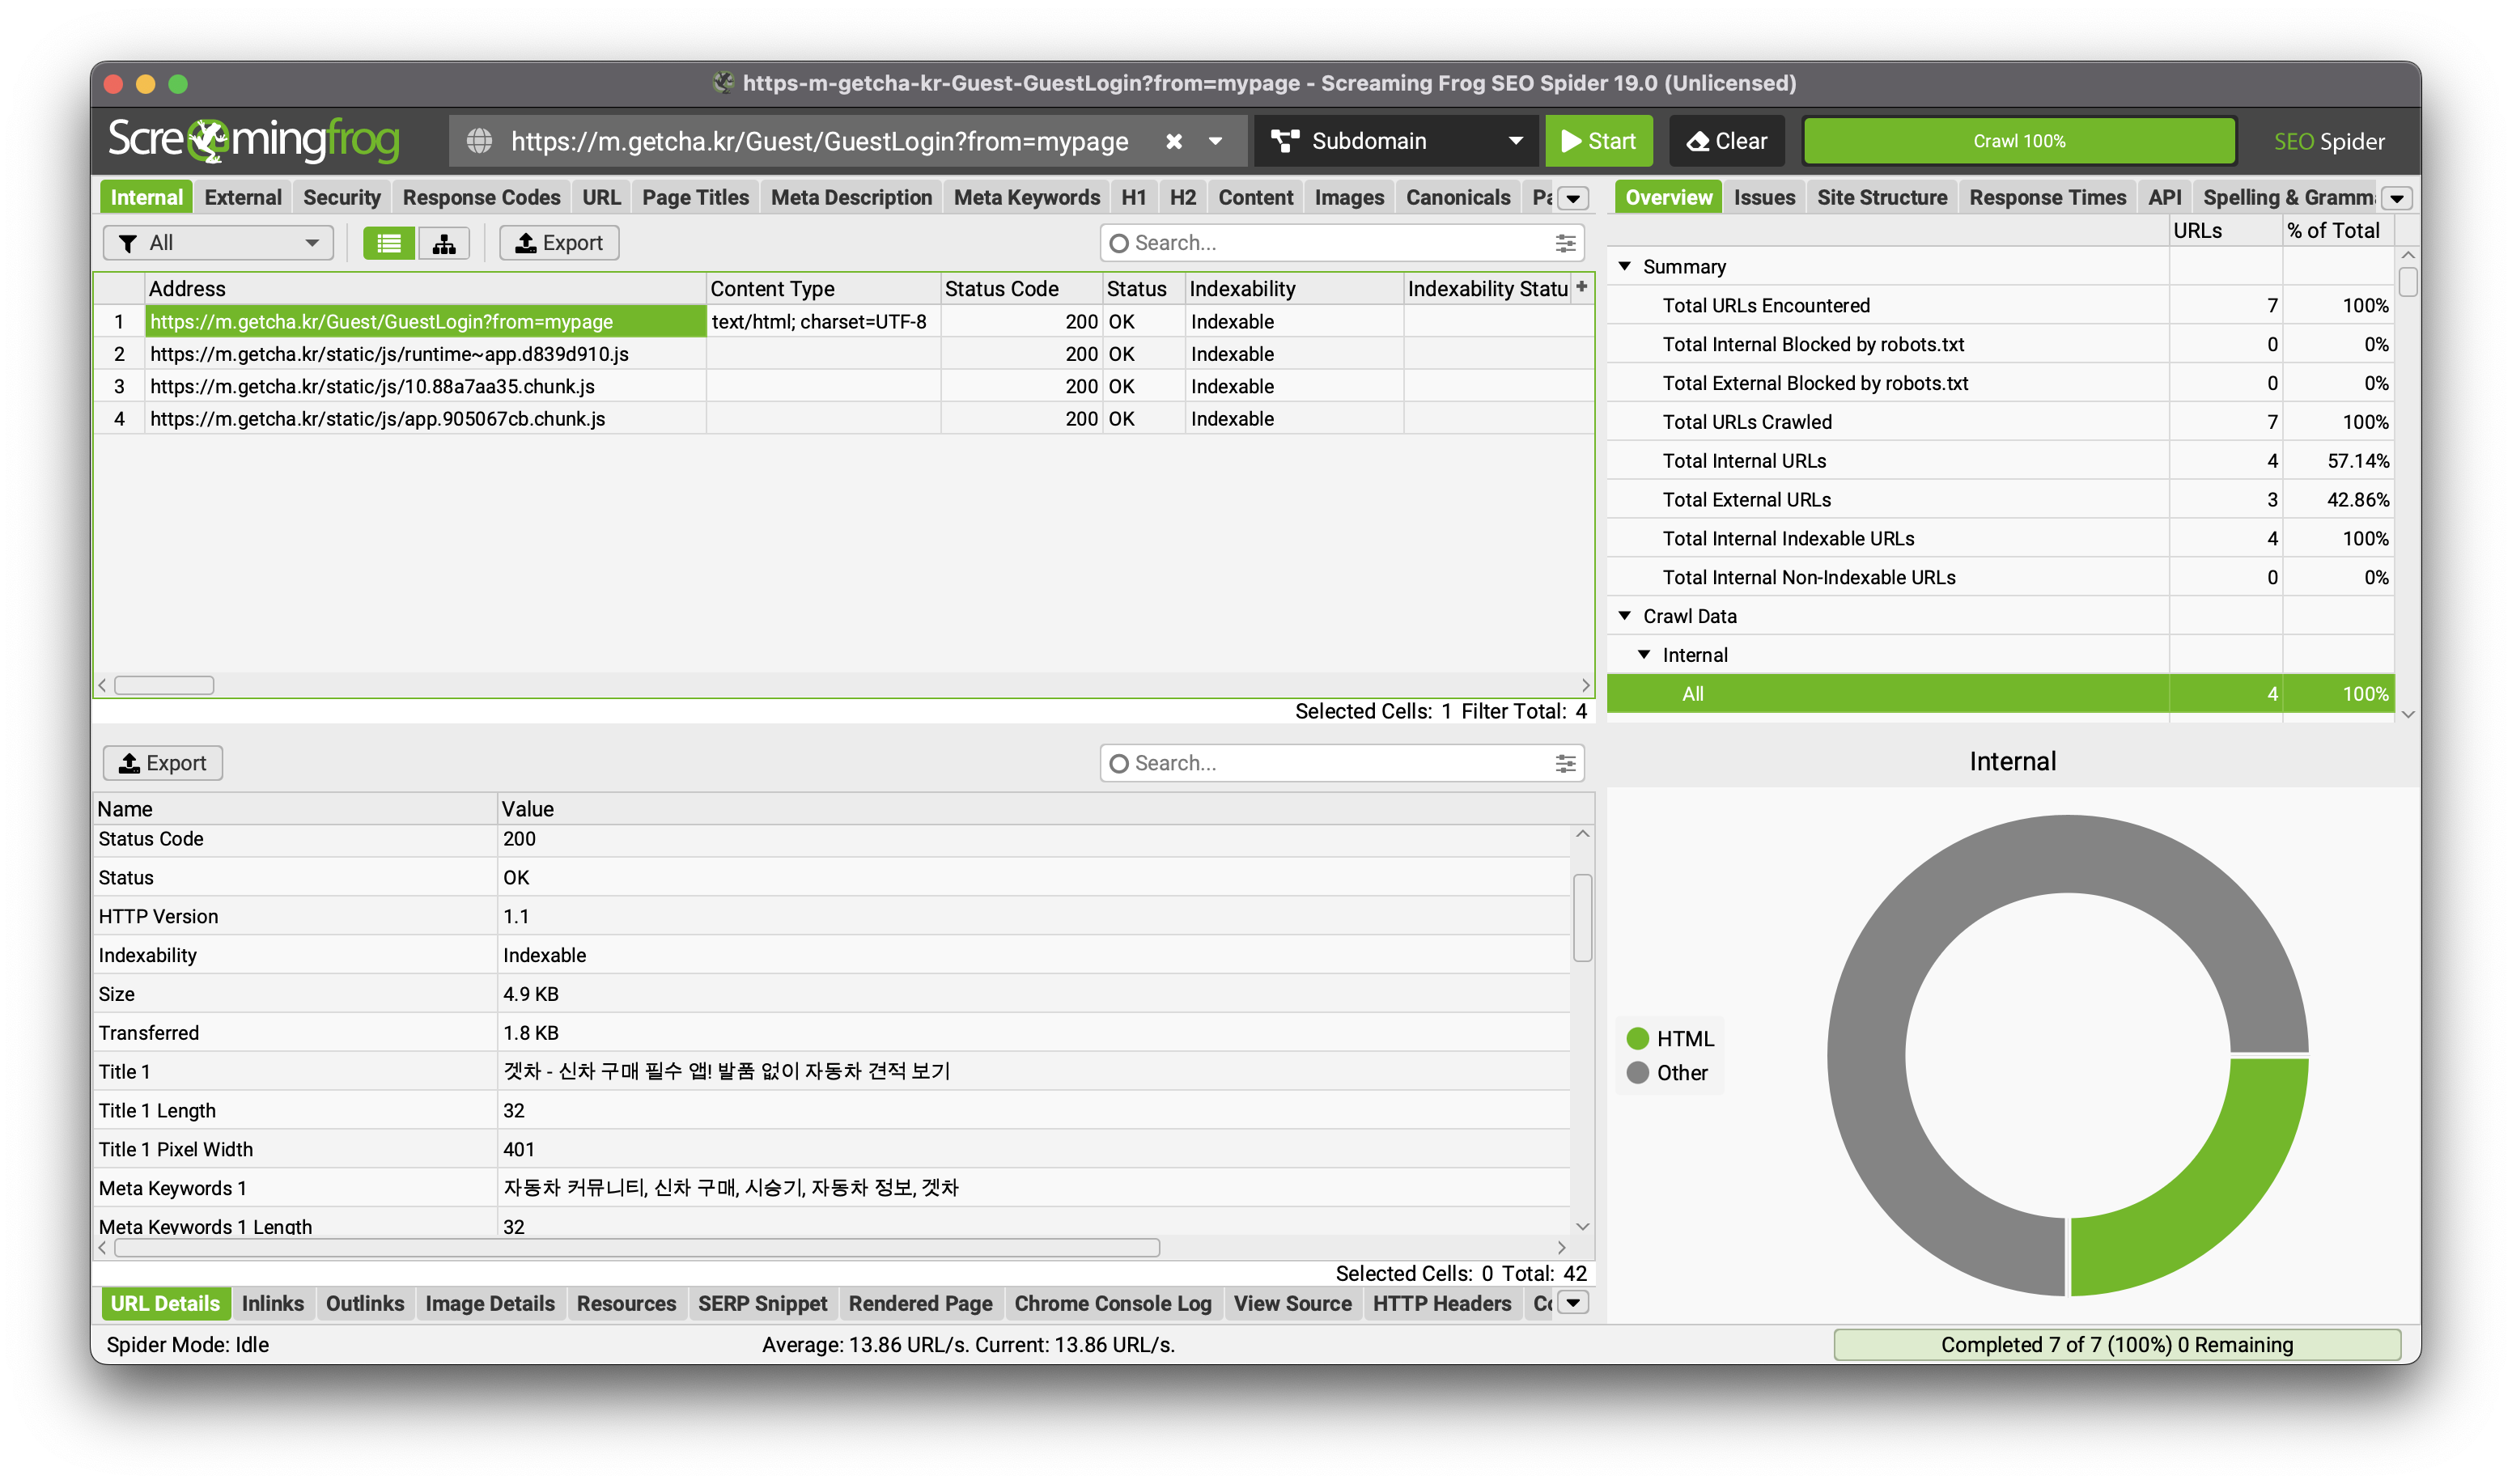 https-m-getcha-kr-Guest-GuestLogin?from=mypage - Screaming Frog SEO Spider 19.0 (Unlicensed)
Screamingfrog https://m.getcha.kr/Guest/GuestLogin?from=mypage Subdomain Start Clear Crawl 100% SEO Spider
Internal External Security Response Codes URL Page Titles Meta Description Meta Keywords H1 H2 Content Images Canonicals
All Export Search...
Address Content Type Status Code Status Indexability Indexability Statu +
1 https://m.getcha.kr/Guest/GuestLogin?from=mypage text/html; charset=UTF-8 200 OK Indexable
2 https://m.getcha.kr/static/js/runtime~app.d839d910.js 200 OK Indexable
3 https://m.getcha.kr/static/js/10.88a7aa35.chunk.js 200 OK Indexable
4 https://m.getcha.kr/static/js/app.905067cb.chunk.js 200 OK Indexable
Selected Cells: 1 Filter Total: 4
Export Search...
Name Value
Status Code 200
Status OK
HTTP Version 1.1
Indexability Indexable
Size 4.9 KB
Transferred 1.8 KB
Title 1 겟차 - 신차 구매 필수 앱! 발품 없이 자동차 견적 보기
Title 1 Length 32
Title 1 Pixel Width 401
Meta Keywords 1 자동차 커뮤니티, 신차 구매, 시승기, 자동차 정보, 겟차
Meta Keywords 1 Length 32
Selected Cells: 0 Total: 42
URL Details Inlinks Outlinks Image Details Resources SERP Snippet Rendered Page Chrome Console Log View Source HTTP Headers
Overview Issues Site Structure Response Times API Spelling & Gramm
URLs % of Total
Summary
Total URLs Encountered 7 100%
Total Internal Blocked by robots.txt 0 0%
Total External Blocked by robots.txt 0 0%
Total URLs Crawled 7 100%
Total Internal URLs 4 57.14%
Total External URLs 3 42.86%
Total Internal Indexable URLs 4 100%
Total Internal Non-Indexable URLs 0 0%
Crawl Data
Internal
All 4 100%
Internal
HTML
Other
Spider Mode: Idle Average: 13.86 URL/s. Current: 13.86 URL/s. Completed 7 of 7 (100%) 0 Remaining